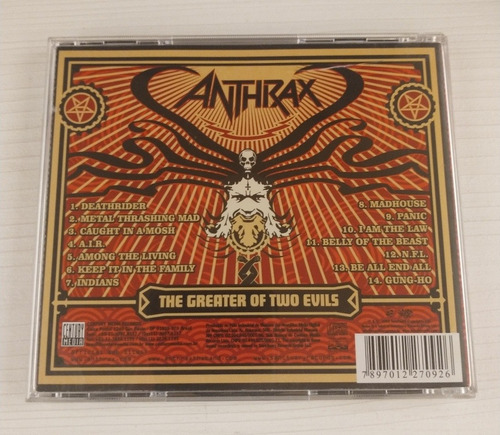 ANTHRAX
1. DEATHRIDER
2. METAL THRASHING MAD
3. CAUGHT IN A MOSH
4. A.I.R.
5. AMONG THE LIVING
6. KEEP IT IN THE FAMILY
7. INDIANS
8. MADHOUSE
9. PANIC
10. I AM THE LAW
11. BELLY OF THE BEAST
12. N.F.L.
13. BE ALL END ALL
14. GUNG-HO
THE GREATER OF TWO EVILS
CENTURY
MEDIA
7 897012 270926